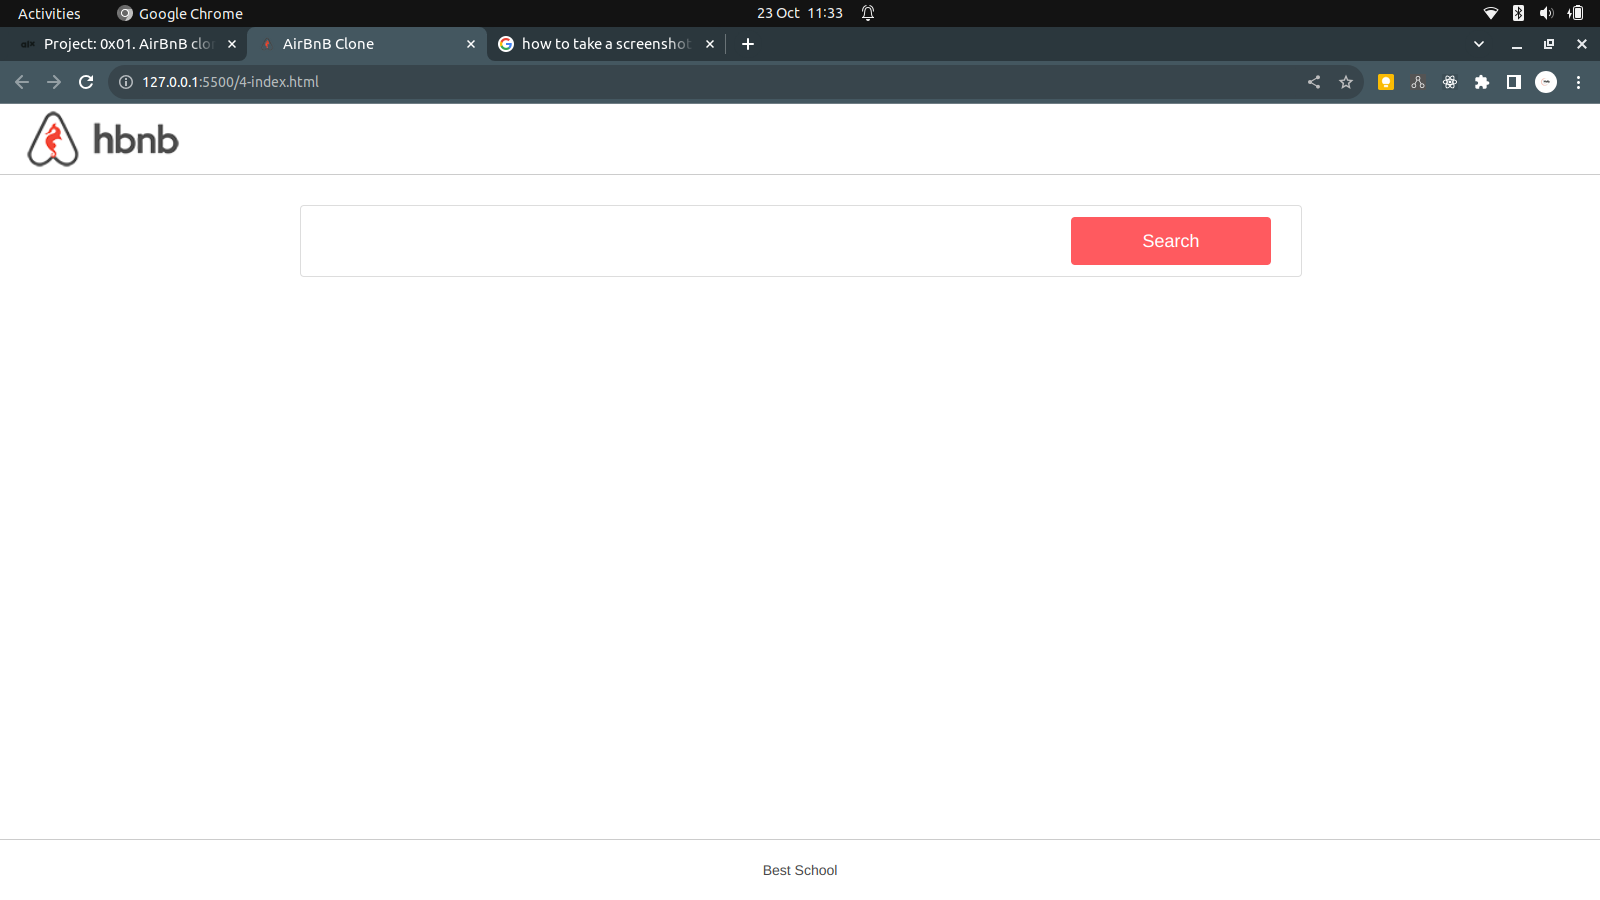 Activities Google Chrome 23 Oct 11:33
Project: 0x01. AirBnB clo AirBnB Clone how to take a screenshot
127.0.0.1:5500/4-index.html
hbnb
Search
Best School